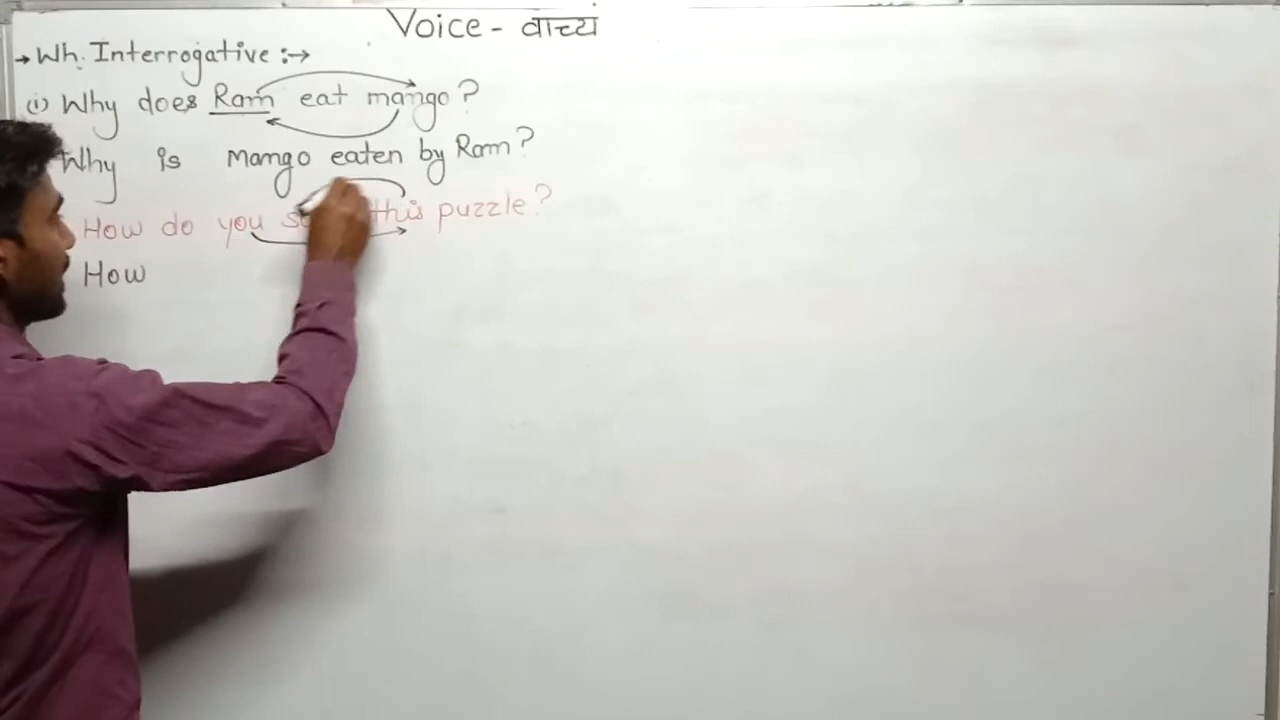 Voice - वाच्य
→ Wh. Interrogative :→
(i) Why does Ram eat mango?
Why is Mango eaten by Ram?
How do you this puzzle?
How